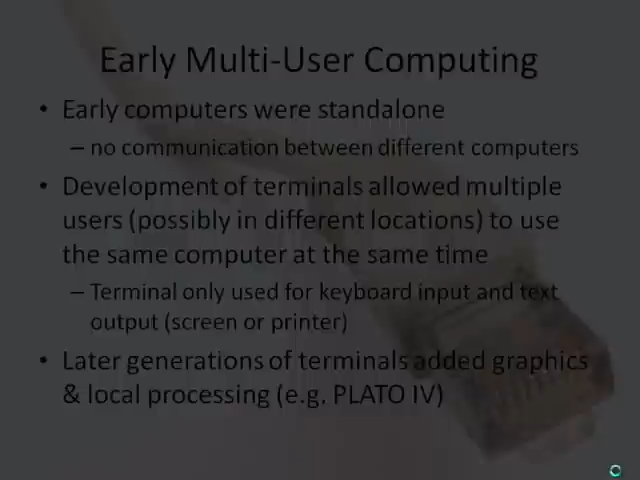 Early Multi-User Computing
• Early computers were standalone
– no communication between different computers
• Development of terminals allowed multiple
users (possibly in different locations) to use
the same computer at the same time
– Terminal only used for keyboard input and text
output (screen or printer)
• Later generations of terminals added graphics
& local processing (e.g. PLATO IV)